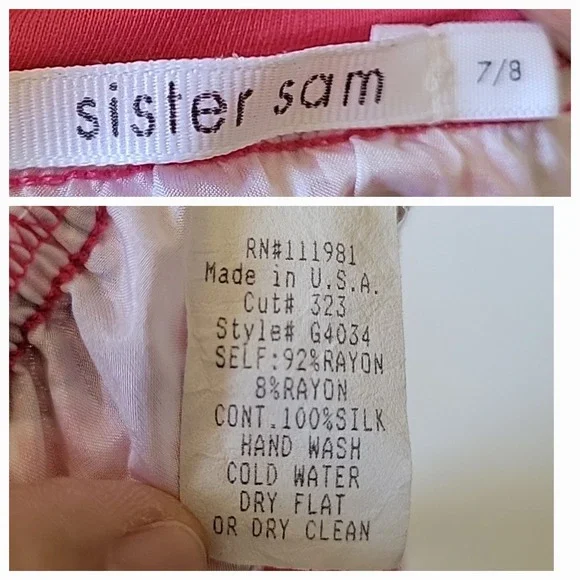 sister sam
7/8
RN#111981
Made in U.S.A.
Cut# 323
Style# G4034
SELF:92%RAYON
8%RAYON
CONT.100%SILK
HAND WASH
COLD WATER
DRY FLAT
OR DRY CLEAN